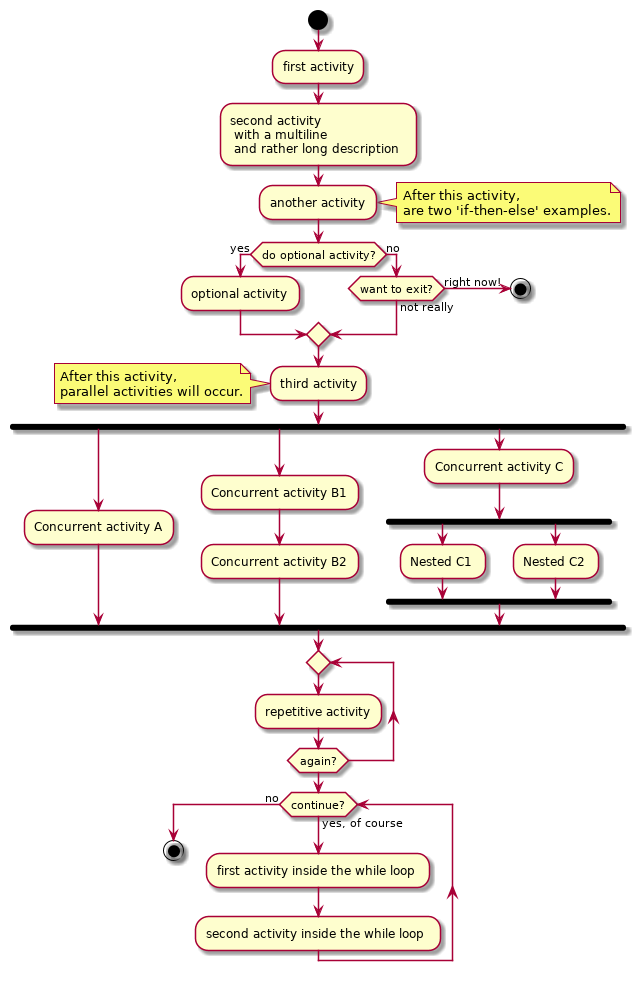 first activity
second activity
with a multiline
and rather long description
another activity
After this activity,
are two 'if-then-else' examples.
yes
do optional activity?
no
optional activity
want to exit?
right now!
not really
After this activity,
parallel activities will occur.
third activity
Concurrent activity C
Concurrent activity B1
Concurrent activity A
Concurrent activity B2
Nested C1
Nested C2
repetitive activity
again?
no
continue?
yes, of course
first activity inside the while loop
second activity inside the while loop